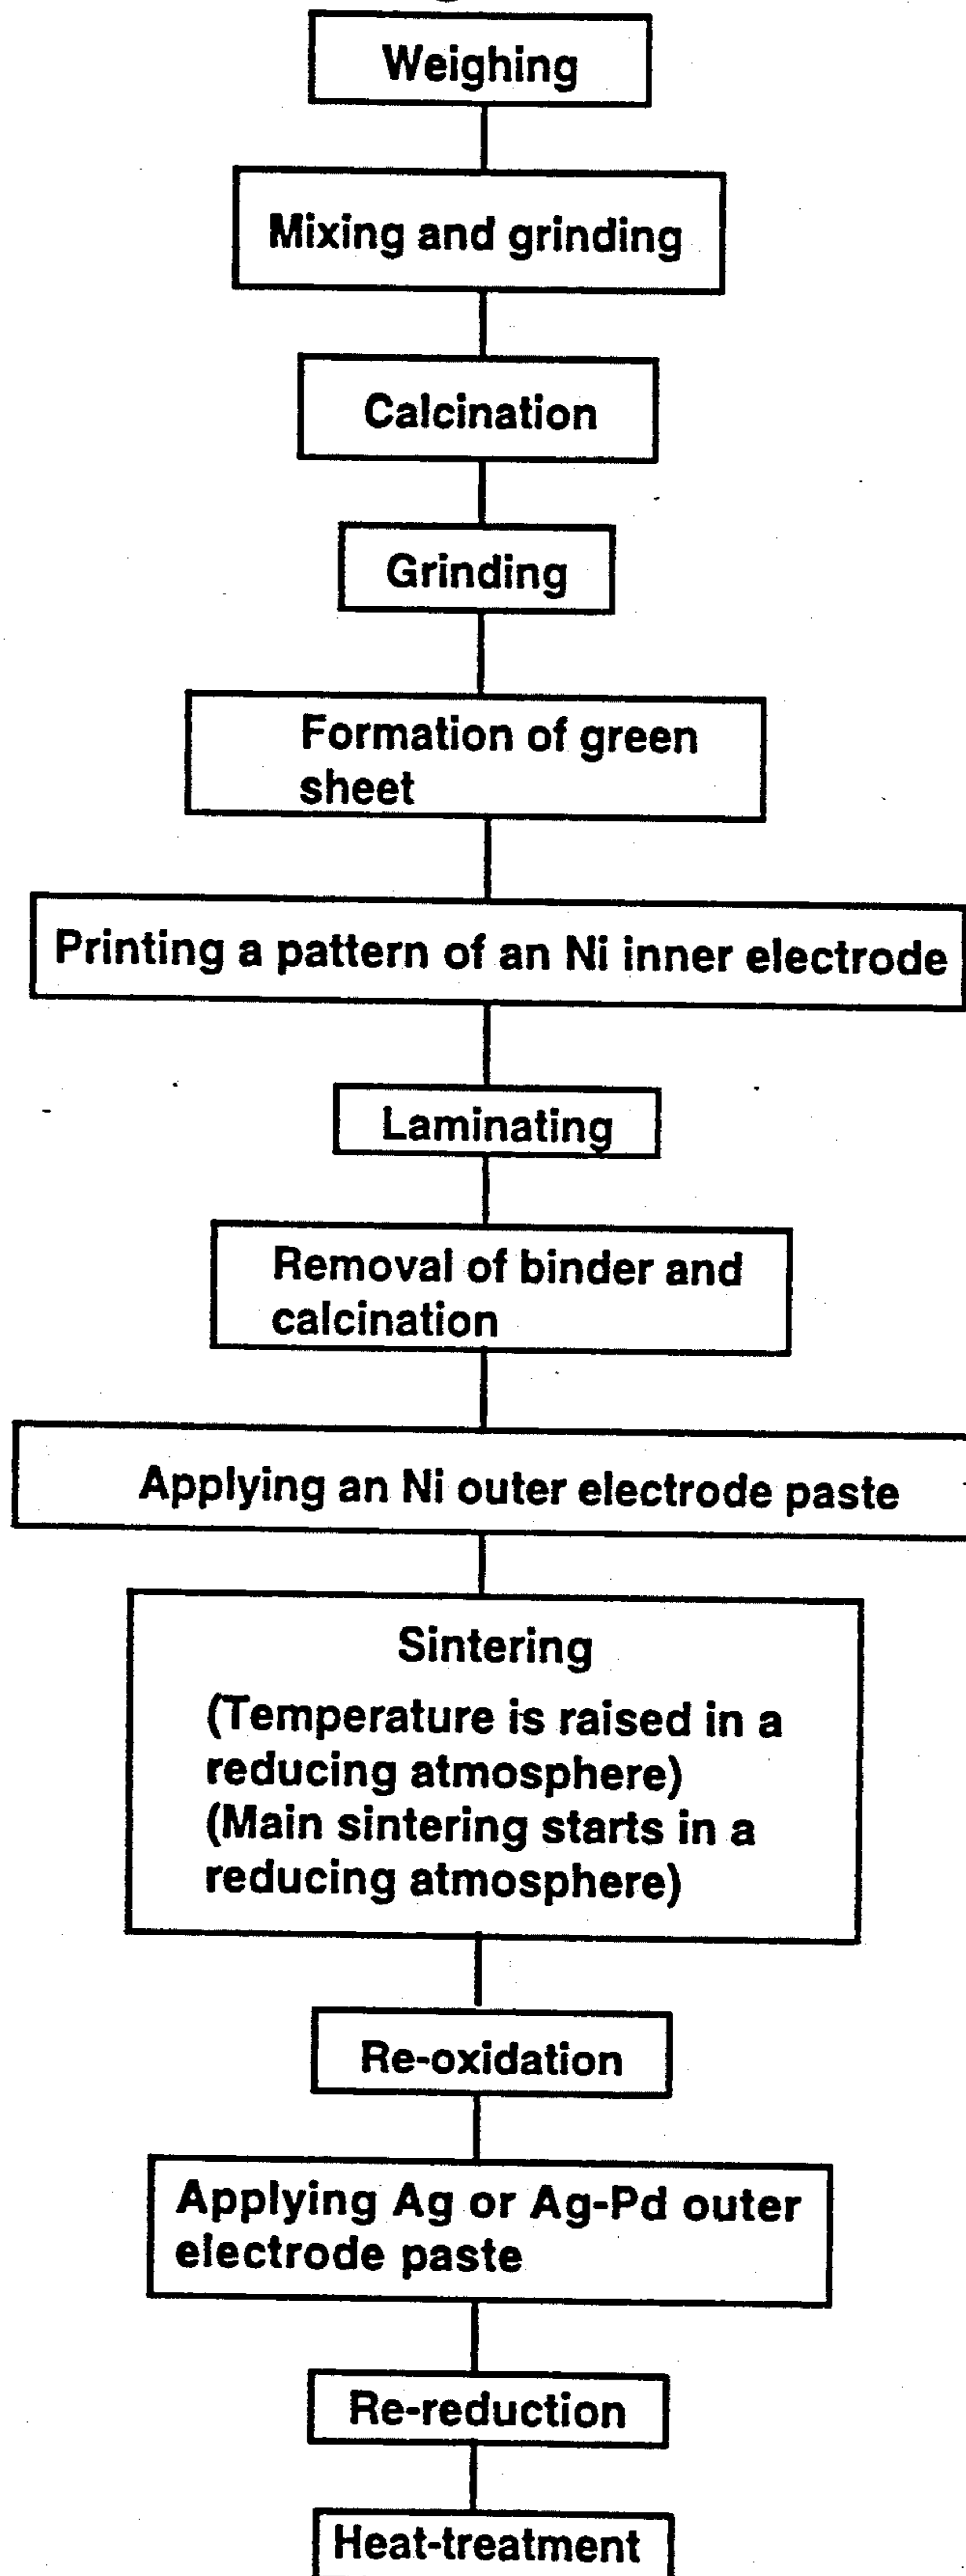 Weighing
Mixing and grinding
Calcination
Grinding
Formation of green
sheet
Printing a pattern of an Ni inner electrode
Laminating
Removal of binder and
calcination
Applying an Ni outer electrode paste
Sintering
(Temperature is raised in a
reducing atmosphere)
(Main sintering starts in a
reducing atmosphere)
Re-oxidation
Applying Ag or Ag-Pd outer
electrode paste
Re-reduction
Heat-treatment